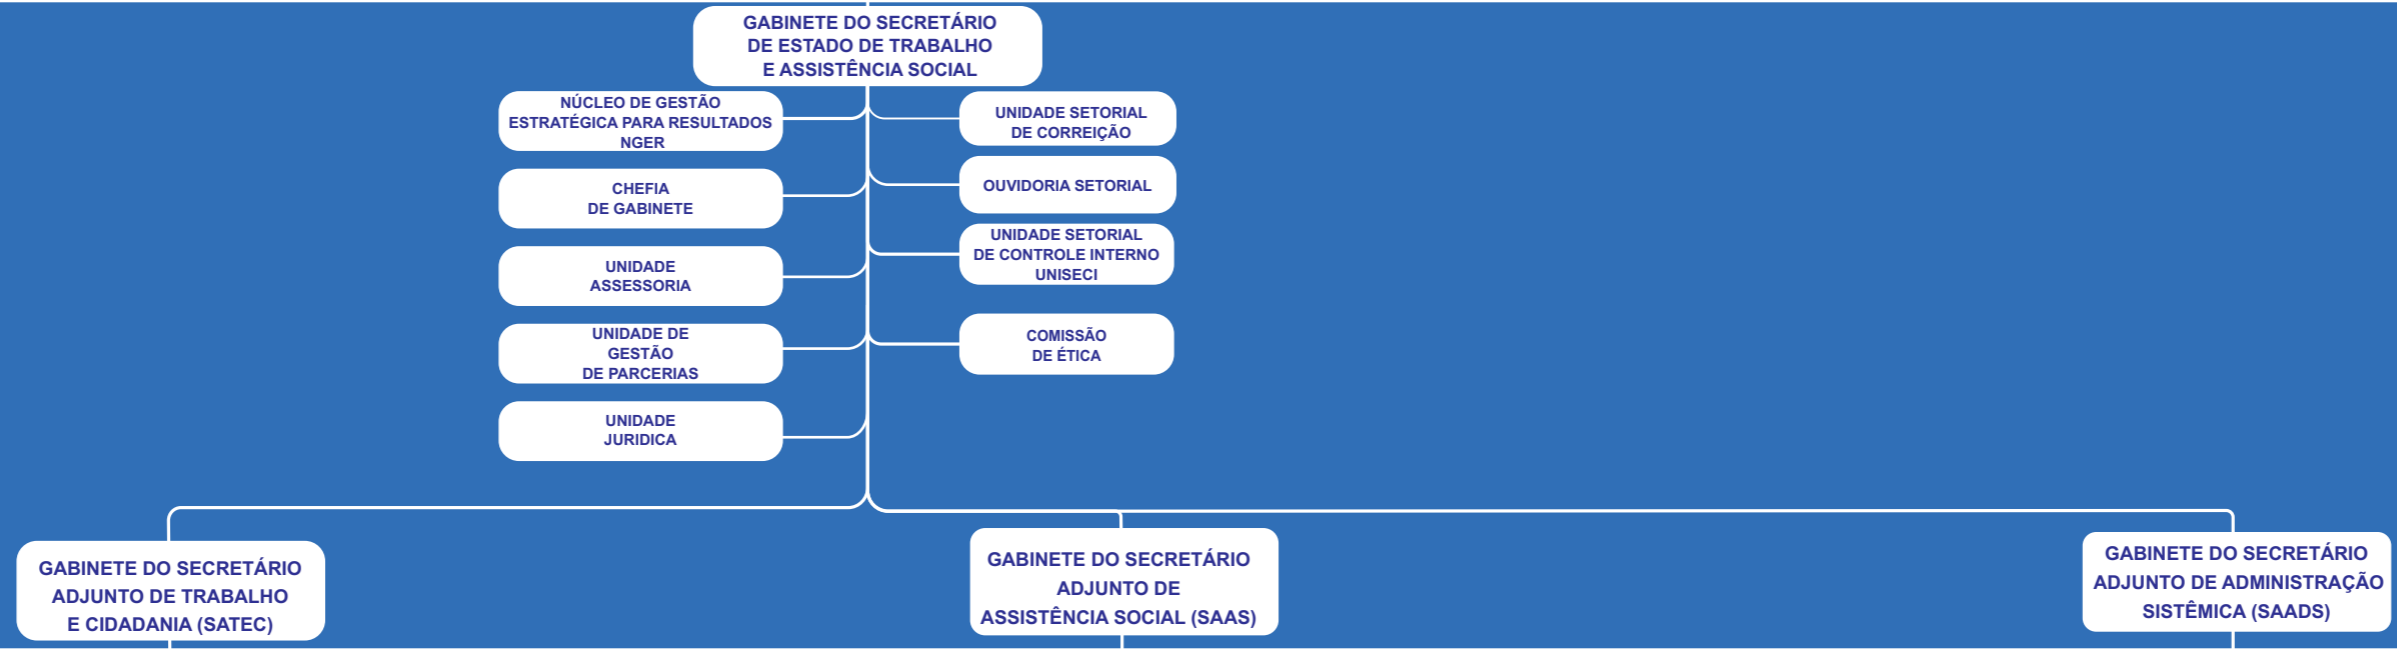 GABINETE DO SECRETÁRIO
DE ESTADO DE TRABALHO
E ASSISTÊNCIA SOCIAL
NÚCLEO DE GESTÃO
ESTRATÉGICA PARA RESULTADOS
NGER
CHEFIA
DE GABINETE
UNIDADE
ASSESSORIA
UNIDADE DE
GESTÃO
DE PARCERIAS
UNIDADE
JURIDICA
UNIDADE SETORIAL
DE CORREIÇÃO
OUVIDORIA SETORIAL
UNIDADE SETORIAL
DE CONTROLE INTERNO
UNISECI
COMISSÃO
DE ÉTICA
GABINETE DO SECRETÁRIO
ADJUNTO DE TRABALHO
E CIDADANIA (SATEC)
GABINETE DO SECRETÁRIO
ADJUNTO DE
ASSISTÊNCIA SOCIAL (SAAS)
GABINETE DO SECRETÁRIO
ADJUNTO DE ADMINISTRAÇÃO
SISTÊMICA (SAADS)